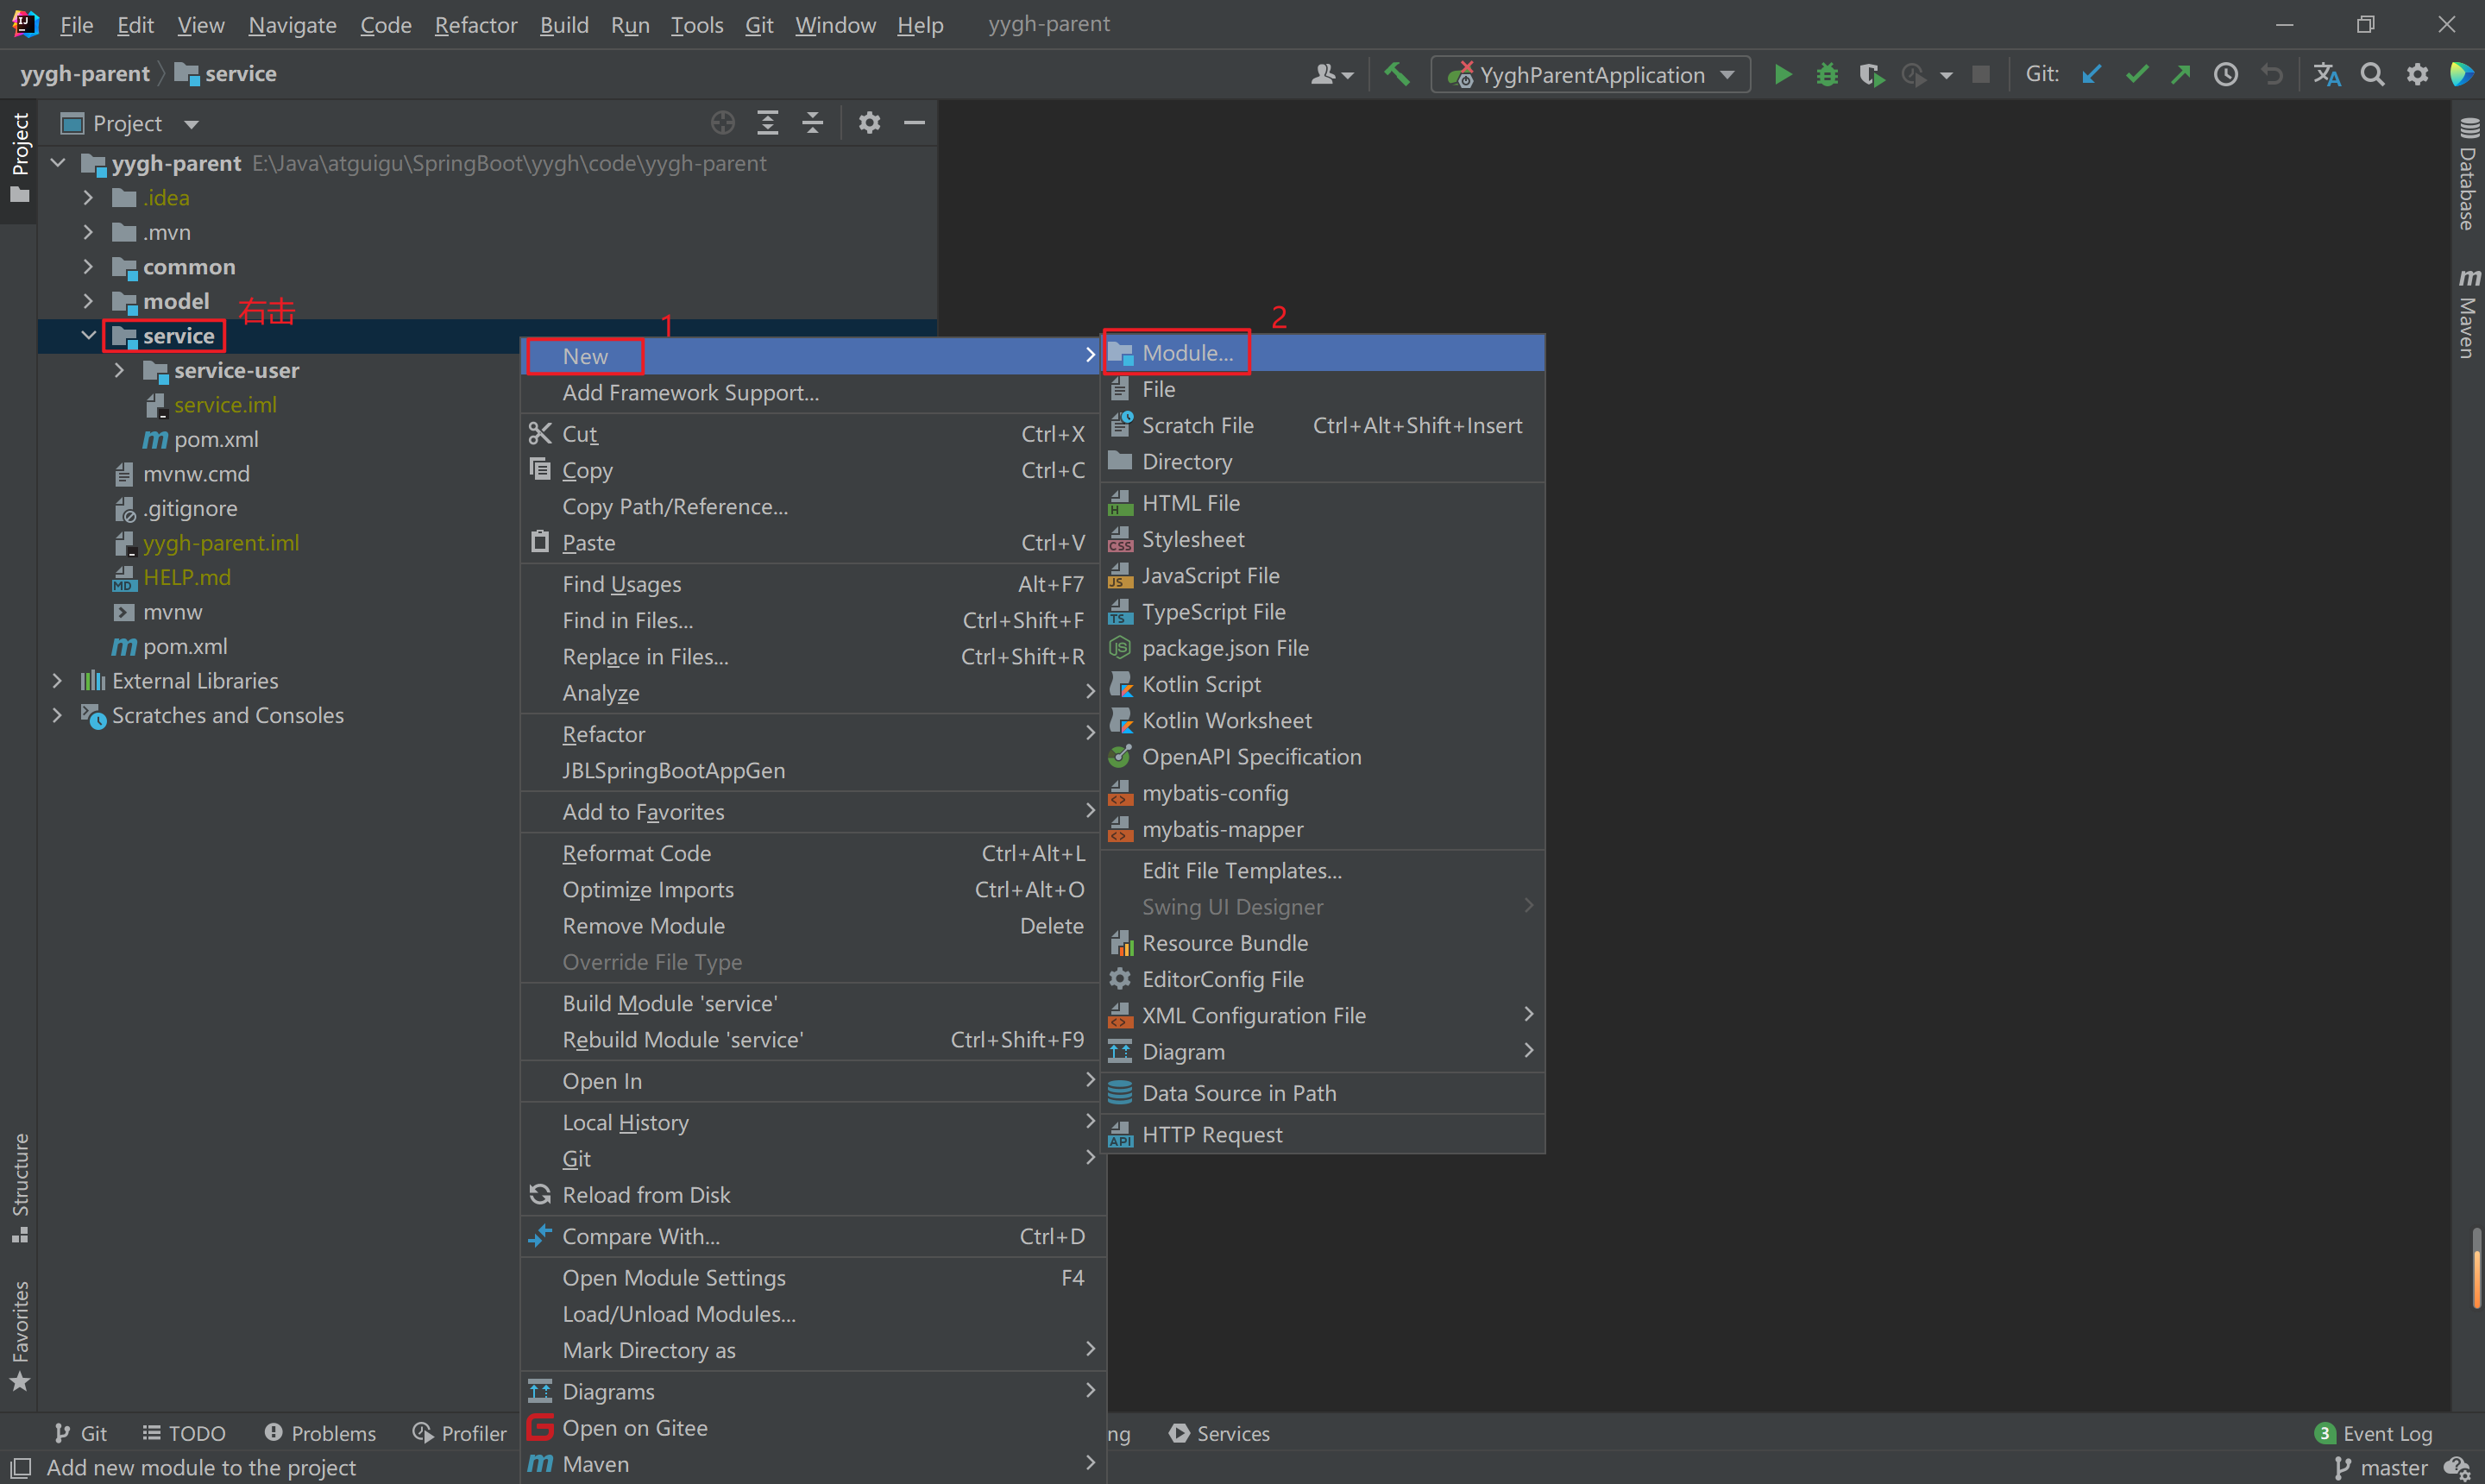 File Edit View Navigate Code Refactor Build Run Tools Git Window Help yygh-parent
yygh-parent service
YyghParentApplication
Git:
Project
Project
yygh-parent E:\Java\atguigu\SpringBoot\yygh\code\yygh-parent
.idea
.mvn
common
model
右击
service
service-user
service.iml
pom.xml
mvnw.cmd
.gitignore
yygh-parent.iml
HELP.md
mvnw
pom.xml
External Libraries
Scratches and Consoles
1
New
Add Framework Support...
Cut Ctrl+X
Copy Ctrl+C
Copy Path/Reference...
Paste Ctrl+V
Find Usages Alt+F7
Find in Files... Ctrl+Shift+F
Replace in Files... Ctrl+Shift+R
Analyze
Refactor
JBLSpringBootAppGen
Add to Favorites
Reformat Code Ctrl+Alt+L
Optimize Imports Ctrl+Alt+O
Remove Module Delete
Override File Type
Build Module 'service'
Rebuild Module 'service' Ctrl+Shift+F9
Open In
Local History
Git
Reload from Disk
Compare With... Ctrl+D
Open Module Settings F4
Load/Unload Modules...
Mark Directory as
Diagrams
Open on Gitee
Maven
2
Module...
File
Scratch File Ctrl+Alt+Shift+Insert
Directory
HTML File
Stylesheet
JavaScript File
TypeScript File
package.json File
Kotlin Script
Kotlin Worksheet
OpenAPI Specification
mybatis-config
mybatis-mapper
Edit File Templates...
Swing UI Designer
Resource Bundle
EditorConfig File
XML Configuration File
Diagram
Data Source in Path
HTTP Request
Database
Maven
Structure
Favorites
Git TODO Problems Profiler ng Services 3 Event Log
Add new module to the project master